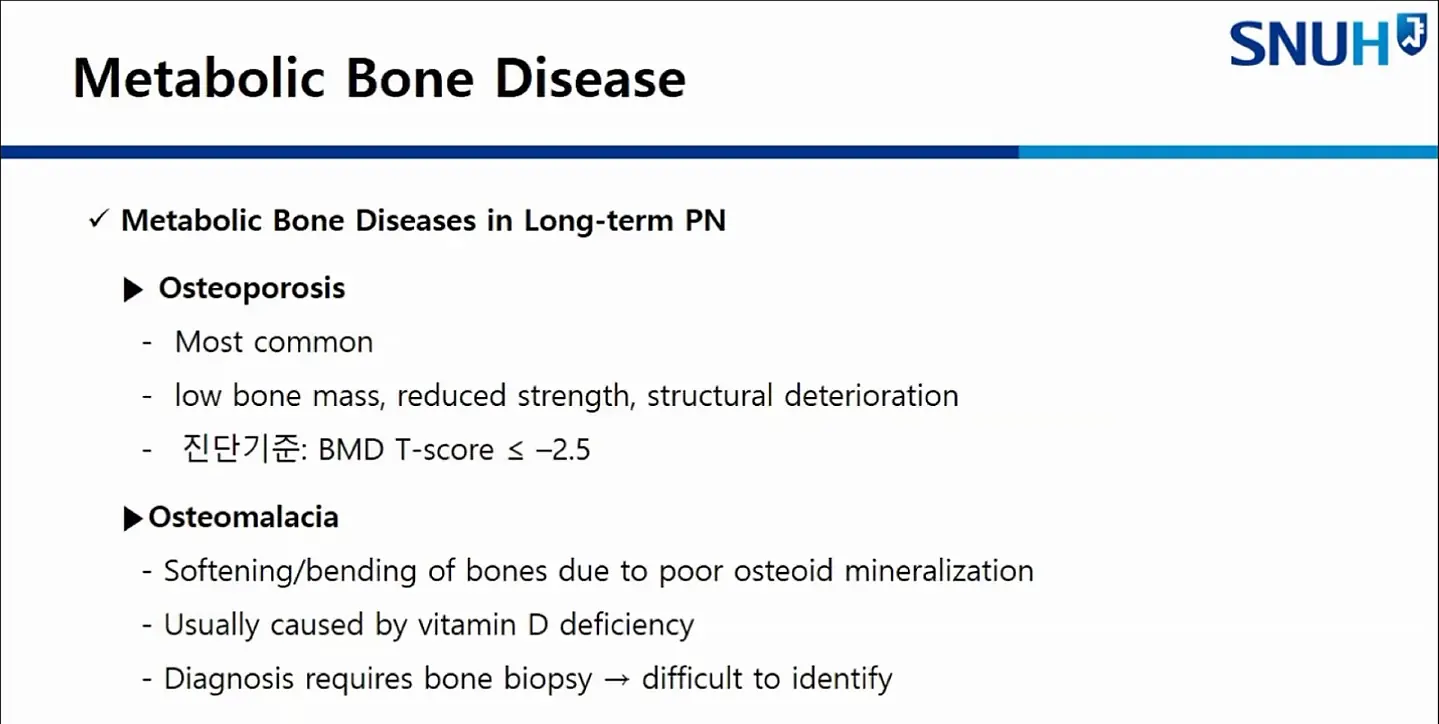 SNUH
Metabolic Bone Disease
✓ Metabolic Bone Diseases in Long-term PN
▶ Osteoporosis
- Most common
- low bone mass, reduced strength, structural deterioration
- 진단기준: BMD T-score ≤ –2.5
▶Osteomalacia
- Softening/bending of bones due to poor osteoid mineralization
- Usually caused by vitamin D deficiency
- Diagnosis requires bone biopsy → difficult to identify